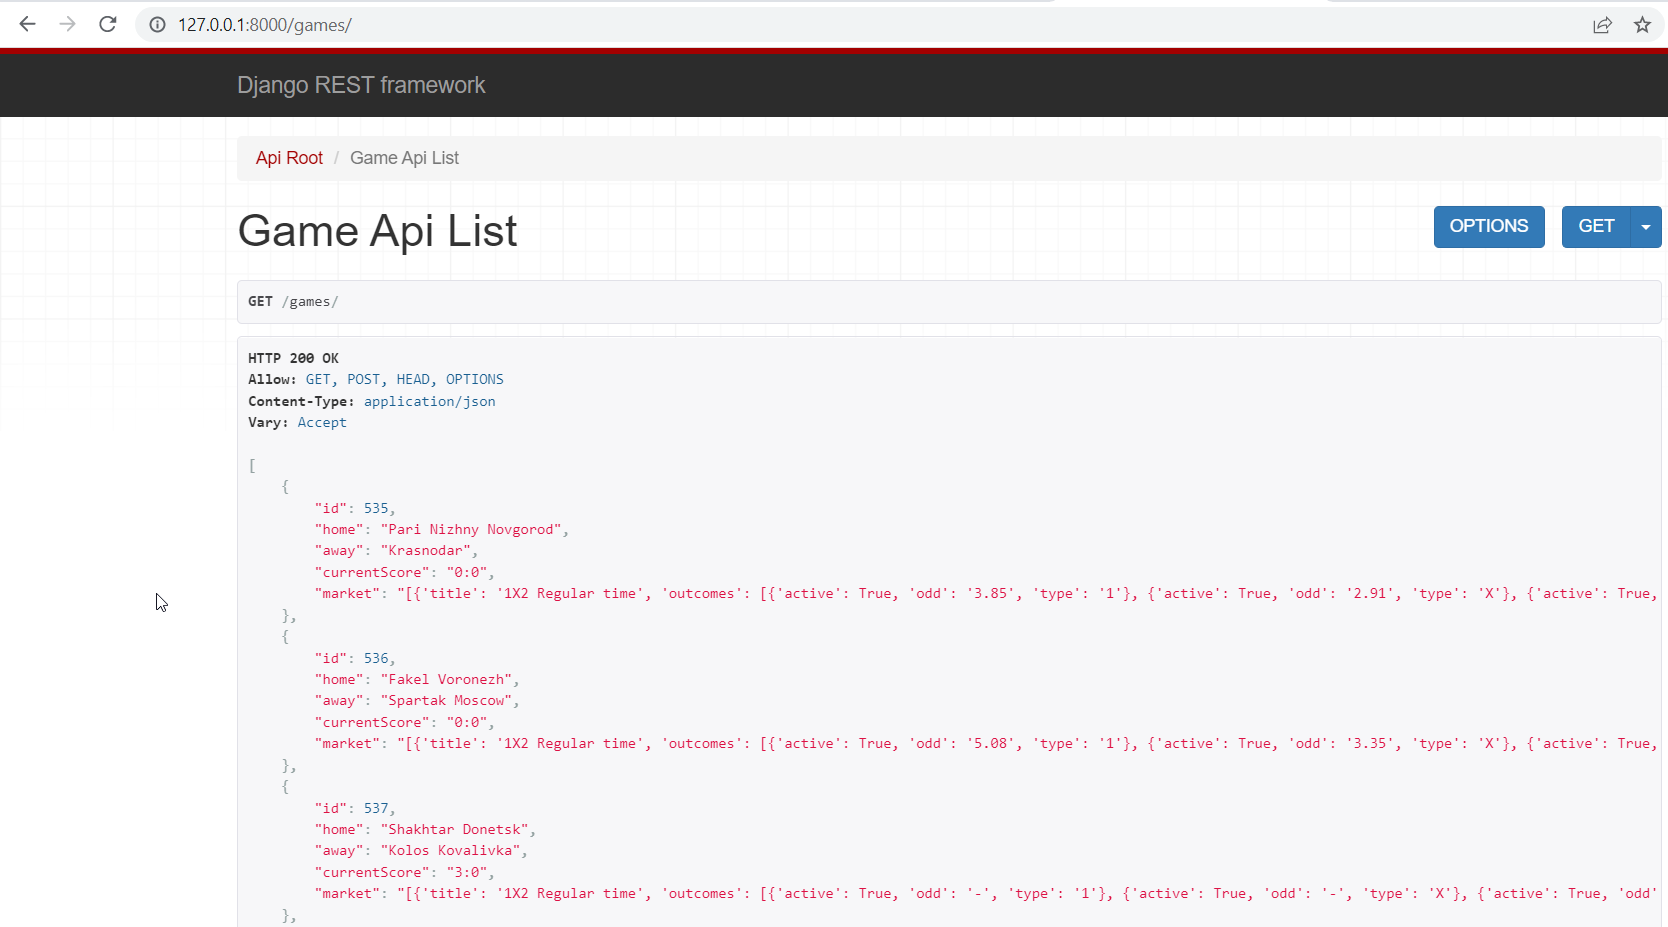 127.0.0.1:8000/games/
Django REST framework
Api Root / Game Api List
Game Api List
OPTIONS
GET
GET /games/
HTTP 200 OK
Allow: GET, POST, HEAD, OPTIONS
Content-Type: application/json
Vary: Accept
[
{
"id": 535,
"home": "Pari Nizhny Novgorod",
"away": "Krasnodar",
"currentScore": "0:0",
"market": "[{'title': '1X2 Regular time', 'outcomes': [{'active': True, 'odd': '3.85', 'type': '1'}, {'active': True, 'odd': '2.91', 'type': 'X'}, {'active': True,
},
{
"id": 536,
"home": "Fakel Voronezh",
"away": "Spartak Moscow",
"currentScore": "0:0",
"market": "[{'title': '1X2 Regular time', 'outcomes': [{'active': True, 'odd': '5.08', 'type': '1'}, {'active': True, 'odd': '3.35', 'type': 'X'}, {'active': True,
},
{
"id": 537,
"home": "Shakhtar Donetsk",
"away": "Kolos Kovalivka",
"currentScore": "3:0",
"market": "[{'title': '1X2 Regular time', 'outcomes': [{'active': True, 'odd': '-', 'type': '1'}, {'active': True, 'odd': '-', 'type': 'X'}, {'active': True, 'odd'
},